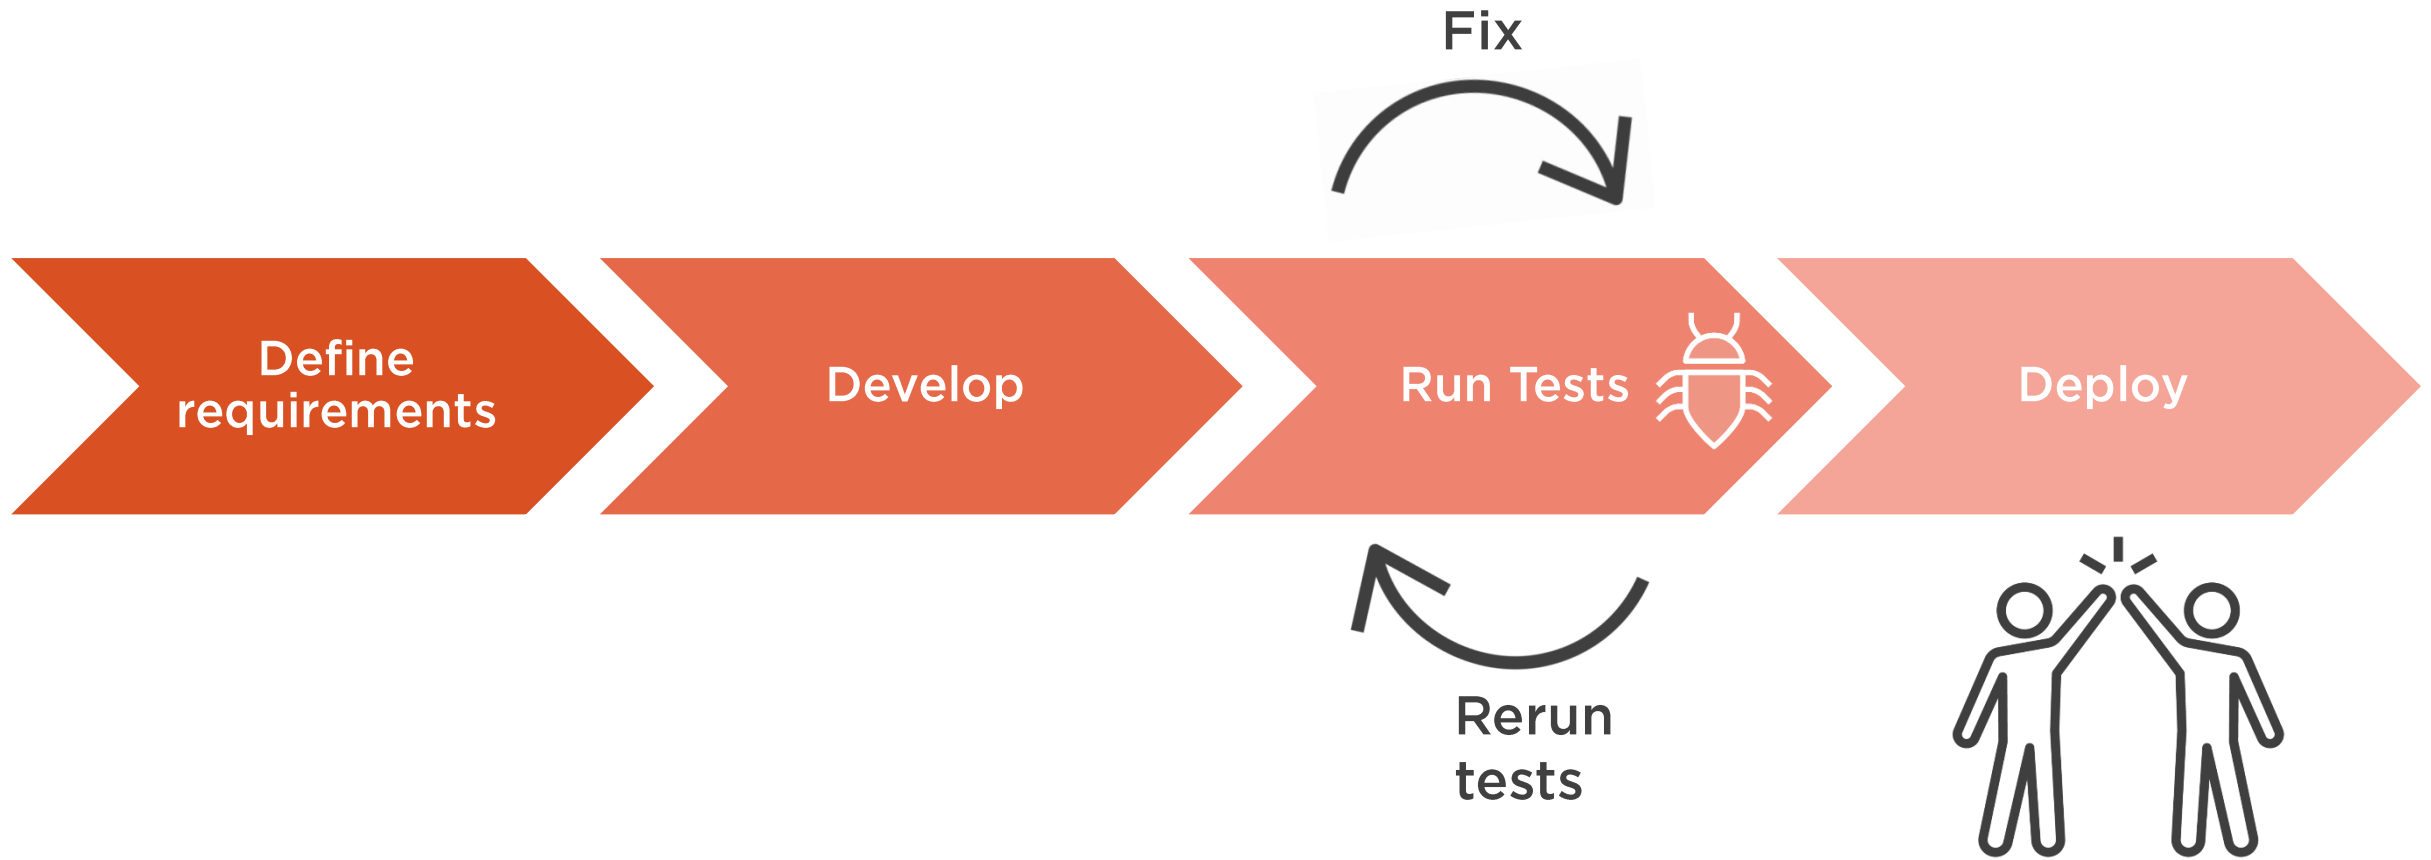 Fix
Define
requirements
Develop
Run Tests
Deploy
Rerun
tests